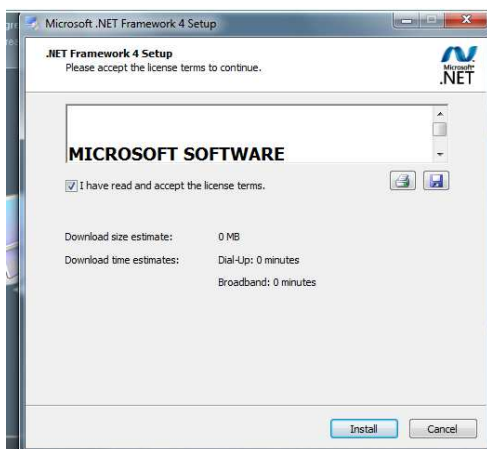 Microsoft .NET Framework 4 Setup
.NET Framework 4 Setup
Please accept the license terms to continue.
Microsoft®
.NET
MICROSOFT SOFTWARE
I have read and accept the license terms.
Download size estimate: 0 MB
Download time estimates: Dial-Up: 0 minutes
Broadband: 0 minutes
Install Cancel